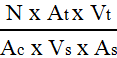 N x At x Vt
Ac x Vs x As